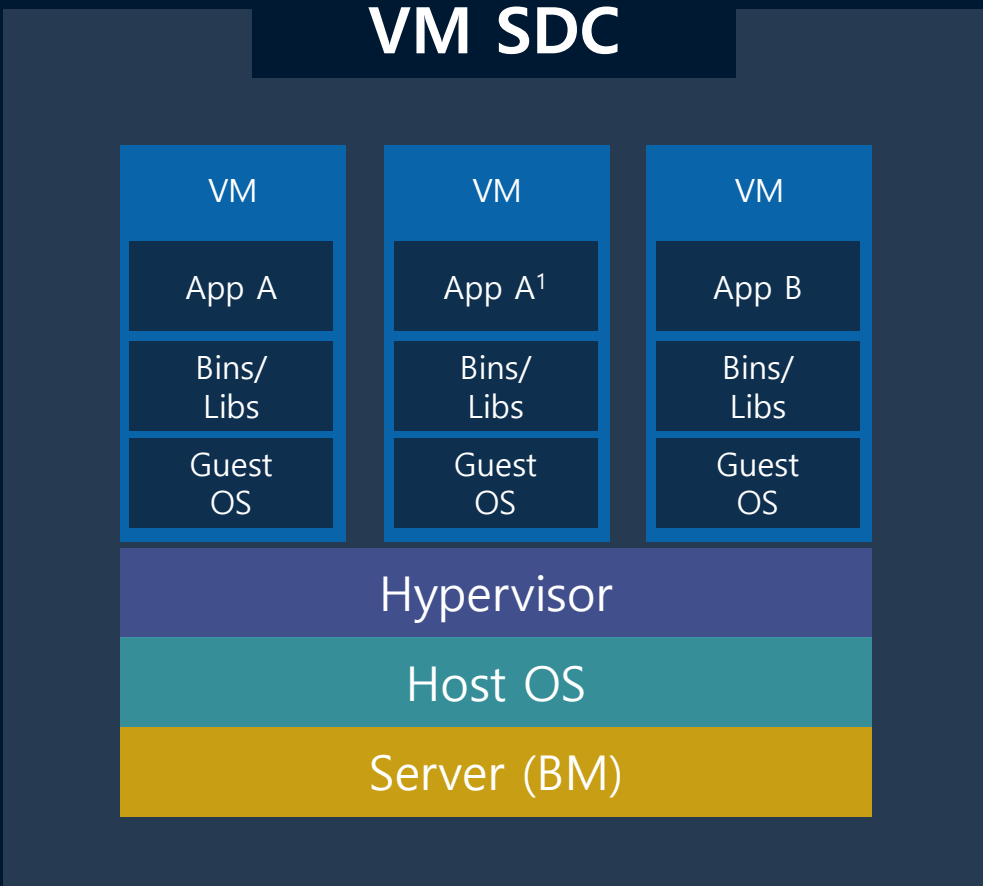 VM SDC
VM
App A
Bins/
Libs
Guest
OS
VM
App A¹
Bins/
Libs
Guest
OS
VM
App B
Bins/
Libs
Guest
OS
Hypervisor
Host OS
Server (BM)